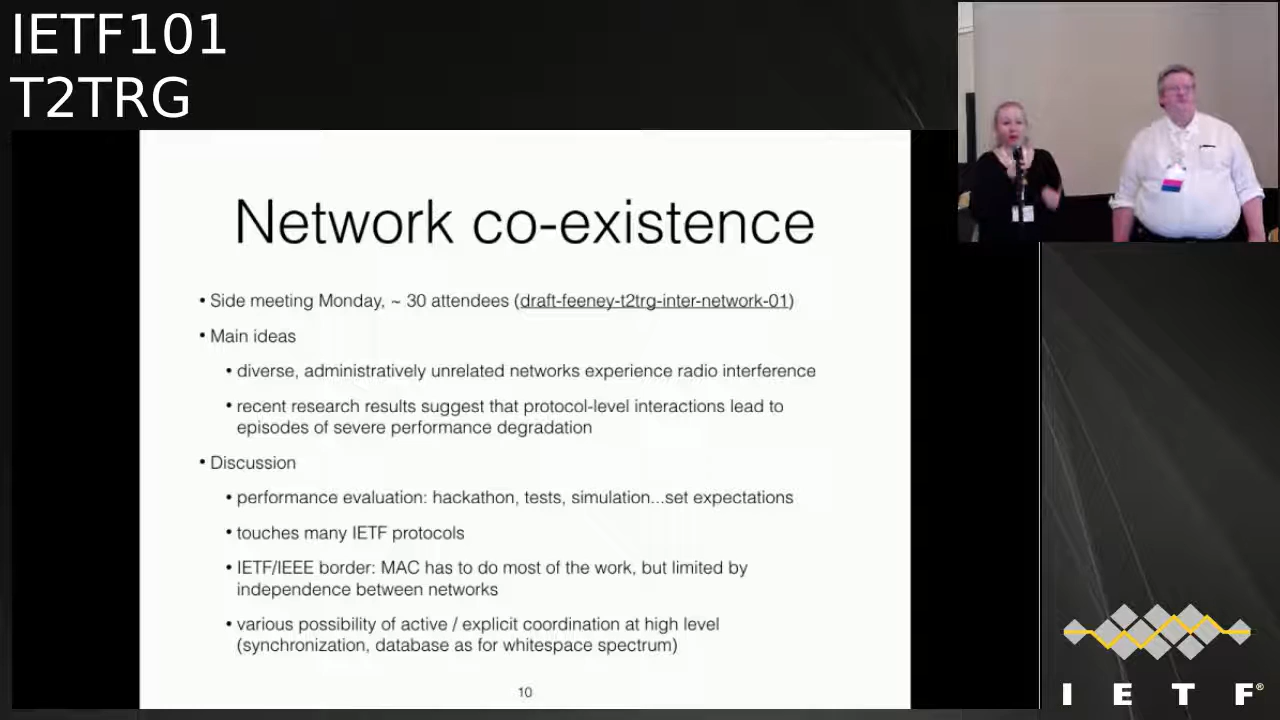 IETF101
T2TRG
Network co-existence
• Side meeting Monday, ~ 30 attendees (draft-feeney-t2trg-inter-network-01)
• Main ideas
• diverse, administratively unrelated networks experience radio interference
• recent research results suggest that protocol-level interactions lead to
episodes of severe performance degradation
• Discussion
• performance evaluation: hackathon, tests, simulation...set expectations
• touches many IETF protocols
• IETF/IEEE border: MAC has to do most of the work, but limited by
independence between networks
• various possibility of active / explicit coordination at high level
(synchronization, database as for whitespace spectrum)
10
I E T F®